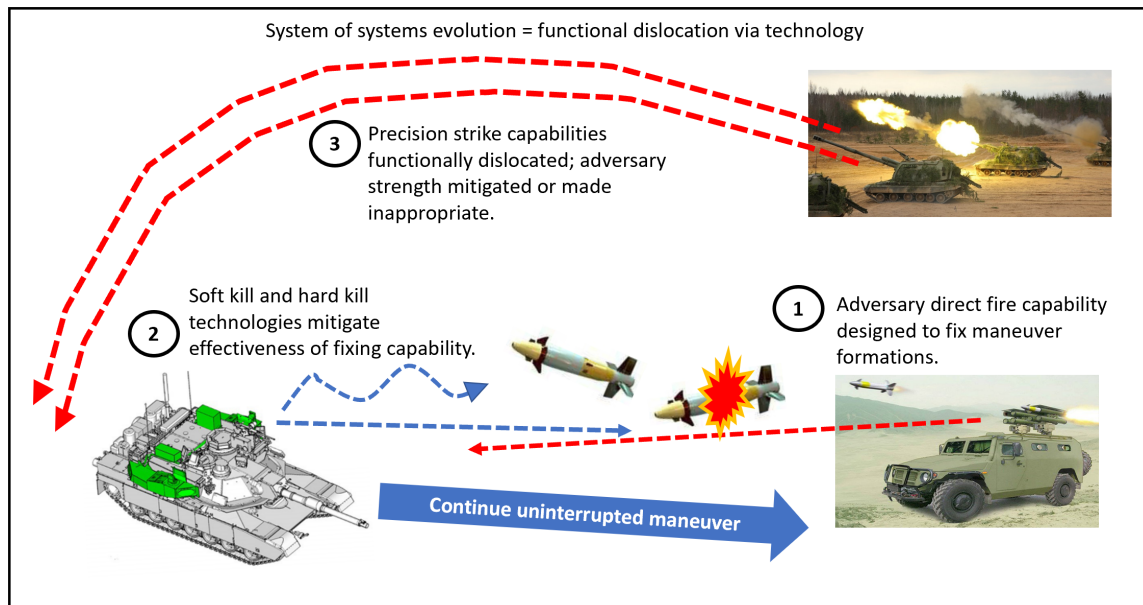 System of systems evolution = functional dislocation via technology
3
Precision strike capabilities
functionally dislocated; adversary
strength mitigated or made
inappropriate.
Soft kill and hard kill
2
technologies mitigate
effectiveness of fixing capability.
1
Adversary direct fire capability
designed to fix maneuver
formations.
Continue uninterrupted maneuver